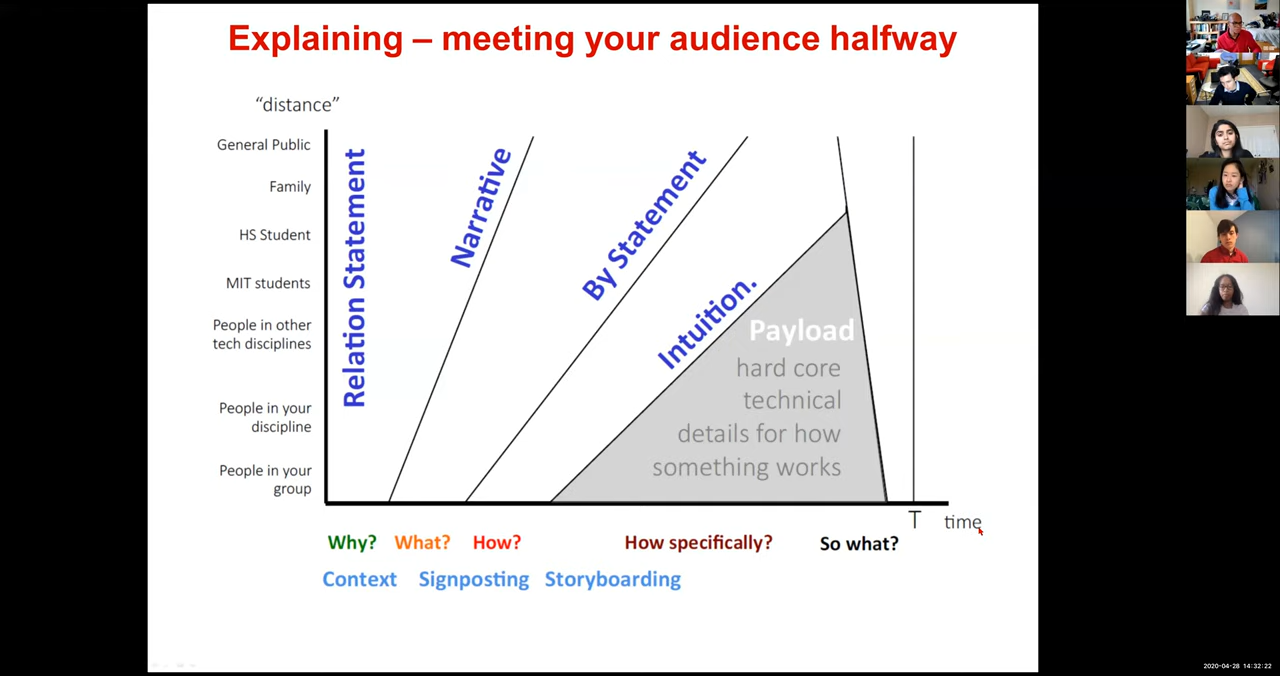 Explaining – meeting your audience halfway
“distance”
General Public
Family
HS Student
MIT students
People in other
tech disciplines
People in your
discipline
People in your
group
Relation Statement
Narrative
By Statement
Intuition.
Payload
hard core
technical
details for how
something works
T
time
Why?
What?
How?
How specifically?
So what?
Context
Signposting
Storyboarding
2020-04-28 14:32:22